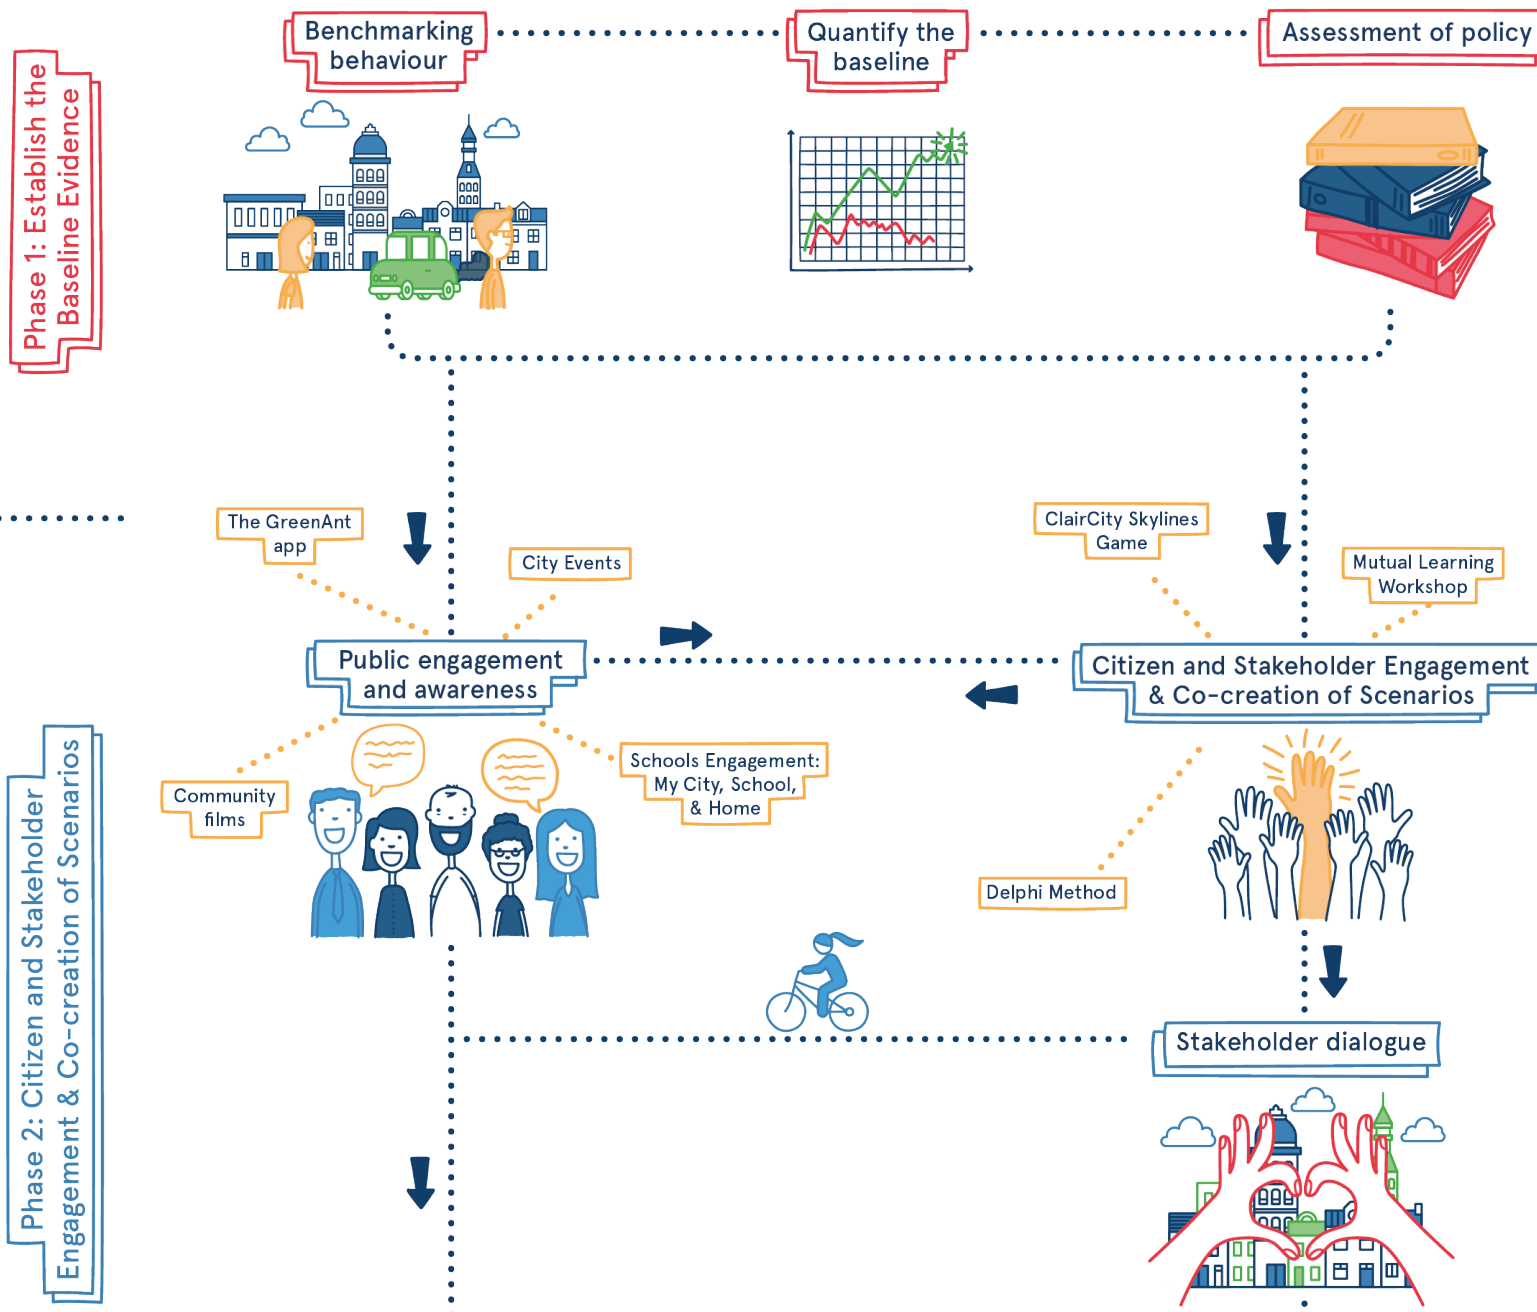 Benchmarking
behaviour
Quantify the
baseline
Assessment of policy
Phase 1: Establish the
Baseline Evidence
The GreenAnt
app
City Events
ClairCity Skylines
Game
Mutual Learning
Workshop
Public engagement
and awareness
Citizen and Stakeholder Engagement
& Co-creation of Scenarios
Community
films
Schools Engagement:
My City, School,
& Home
Delphi Method
Phase 2: Citizen and Stakeholder
Engagement & Co-creation of Scenarios
Stakeholder dialogue